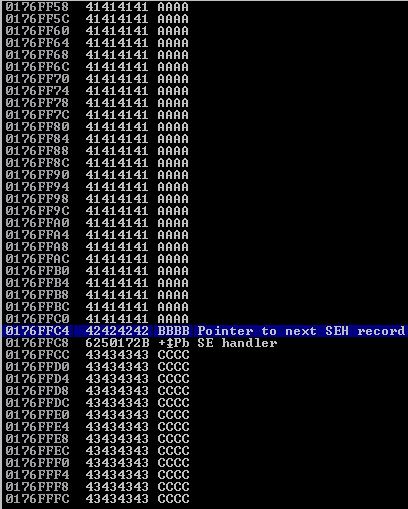 0176FF58 41414141 AAAA
0176FF5C 41414141 AAAA
0176FF60 41414141 AAAA
0176FF64 41414141 AAAA
0176FF68 41414141 AAAA
0176FF6C 41414141 AAAA
0176FF70 41414141 AAAA
0176FF74 41414141 AAAA
0176FF78 41414141 AAAA
0176FF7C 41414141 AAAA
0176FF80 41414141 AAAA
0176FF84 41414141 AAAA
0176FF88 41414141 AAAA
0176FF8C 41414141 AAAA
0176FF90 41414141 AAAA
0176FF94 41414141 AAAA
0176FF98 41414141 AAAA
0176FF9C 41414141 AAAA
0176FFA0 41414141 AAAA
0176FFA4 41414141 AAAA
0176FFA8 41414141 AAAA
0176FFAC 41414141 AAAA
0176FFB0 41414141 AAAA
0176FFB4 41414141 AAAA
0176FFB8 41414141 AAAA
0176FFBC 41414141 AAAA
0176FFC0 41414141 AAAA
0176FFC4 42424242 BBBB Pointer to next SEH record
0176FFC8 6250172B +‡Pb SE handler
0176FFCC 43434343 CCCC
0176FFD0 43434343 CCCC
0176FFD4 43434343 CCCC
0176FFD8 43434343 CCCC
0176FFDC 43434343 CCCC
0176FFE0 43434343 CCCC
0176FFE4 43434343 CCCC
0176FFE8 43434343 CCCC
0176FFEC 43434343 CCCC
0176FFF0 43434343 CCCC
0176FFF4 43434343 CCCC
0176FFF8 43434343 CCCC
0176FFFC 43434343 CCCC